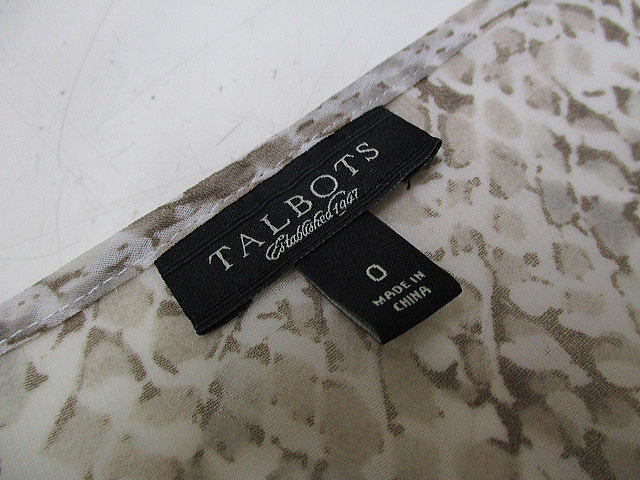 TALBOTS
Established 1947
0
MADE IN
CHINA